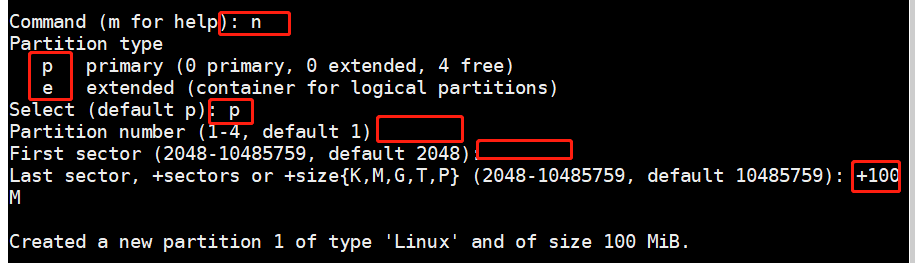 Command (m for help): n
Partition type
p primary (0 primary, 0 extended, 4 free)
e extended (container for logical partitions)
Select (default p): p
Partition number (1-4, default 1)
First sector (2048-10485759, default 2048):
Last sector, +sectors or +size{K,M,G,T,P} (2048-10485759, default 10485759): +100
M
Created a new partition 1 of type 'Linux' and of size 100 MiB.